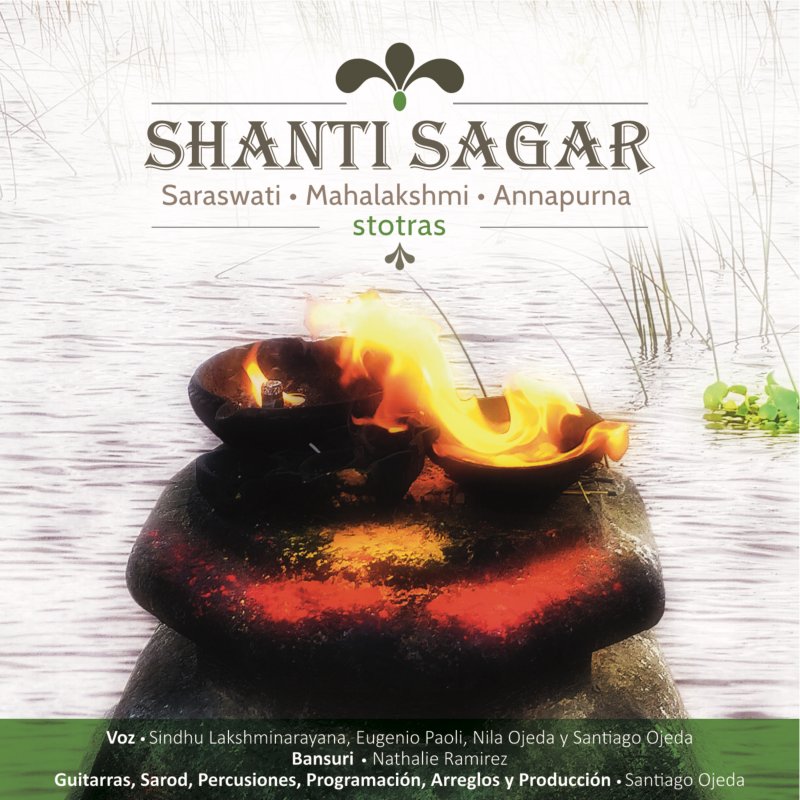 SHANTI SAGAR
Saraswati • Mahalakshmi • Annapurna
stotras
Voz • Sindhu Lakshminarayana, Eugenio Paoli, Nila Ojeda y Santiago Ojeda
Bansuri • Nathalie Ramirez
Guitarras, Sarod, Percusiones, Programación, Arreglos y Producción • Santiago Ojeda